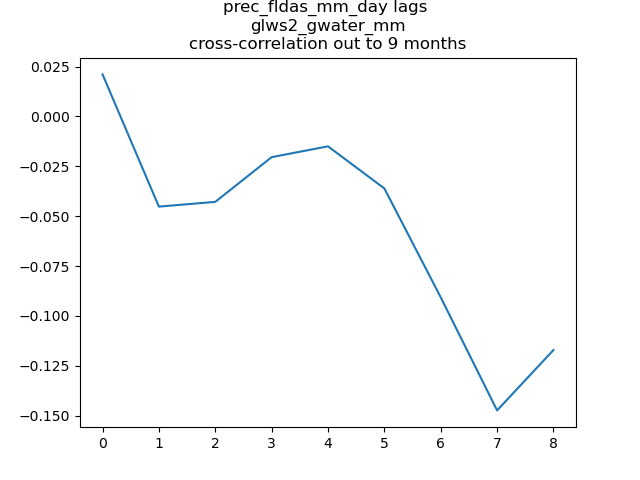 prec_fldas_mm_day lags
glws2_gwater_mm
cross-correlation out to 9 months
0.025
0.000
−0.025
−0.050
−0.075
−0.100
−0.125
−0.150
0 1 2 3 4 5 6 7 8